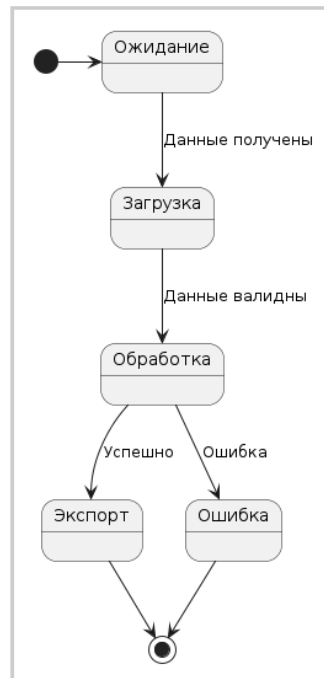 Ожидание
Данные получены
Загрузка
Данные валидны
Обработка
Успешно
Ошибка
Экспорт
Ошибка